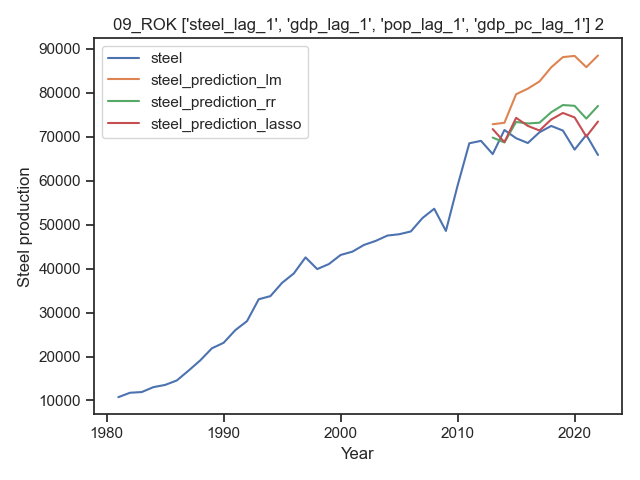 09_ROK ['steel_lag_1', 'gdp_lag_1', 'pop_lag_1', 'gdp_pc_lag_1'] 2
steel
steel_prediction_lm
steel_prediction_rr
steel_prediction_lasso
Steel production
90000
80000
70000
60000
50000
40000
30000
20000
10000
1980 1990 2000 2010 2020
Year